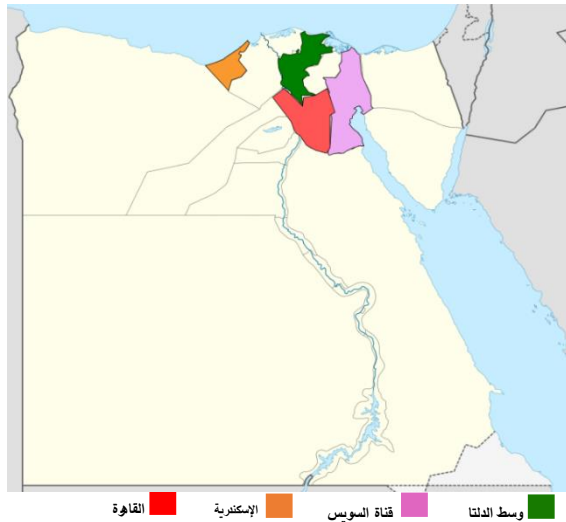 وسط الدلتا
قناة السويس
الإسكندرية
القاهرة